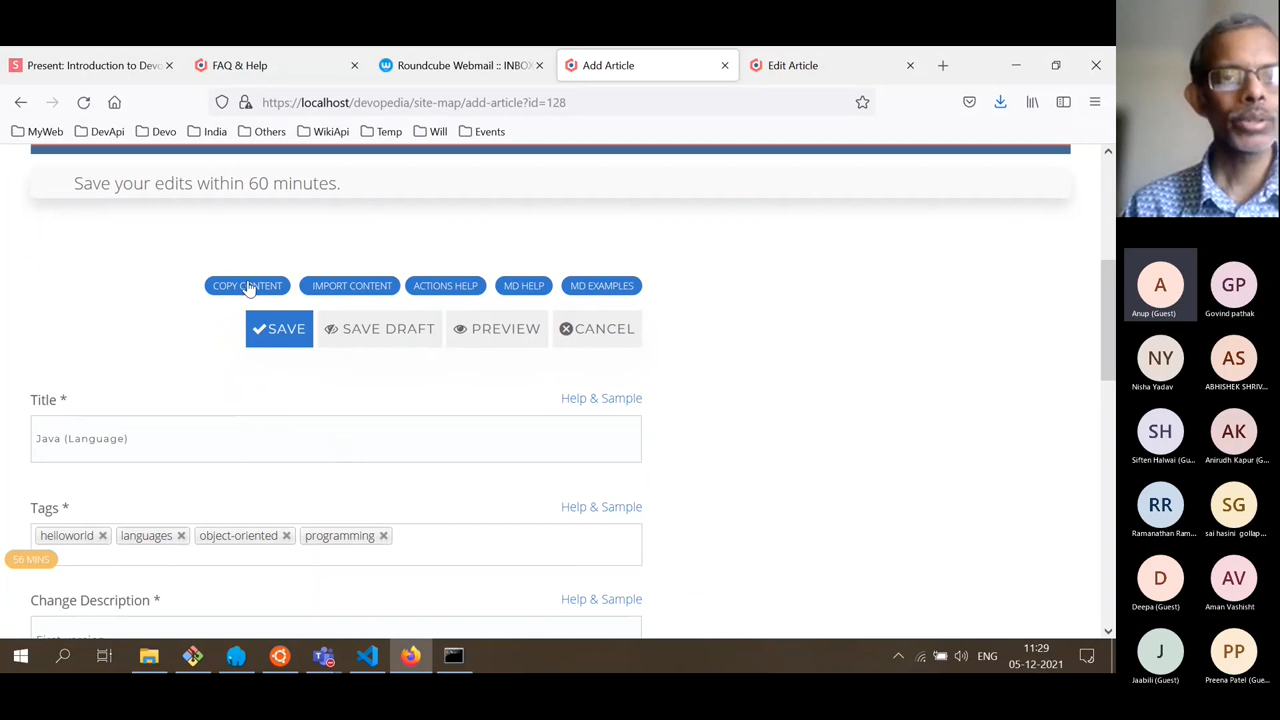 Present: Introduction to Devo
FAQ & Help
Roundcube Webmail :: INBOX
Add Article
Edit Article
https://localhost/devopedia/site-map/add-article?id=128
MyWeb
DevApi
Devo
India
Others
WikiApi
Temp
Will
Events
Save your edits within 60 minutes.
COPY CONTENT
IMPORT CONTENT
ACTIONS HELP
MD HELP
MD EXAMPLES
SAVE
SAVE DRAFT
PREVIEW
CANCEL
Title *
Help & Sample
Java (Language)
Tags *
Help & Sample
helloworld
languages
object-oriented
programming
56 MINS
Change Description *
Help & Sample
First version
ENG
11:29
05-12-2021
A
Anup (Guest)
GP
Govind pathak
NY
Nisha Yadav
AS
ABHISHEK SHRIV...
SH
Siften Halwai (Gu...
AK
Anirudh Kapur (G...
RR
Ramanathan Ram...
SG
sai hasini gollap...
D
Deepa (Guest)
AV
Aman Vashisht
J
Jaabili (Guest)
PP
Preena Patel (Gue...